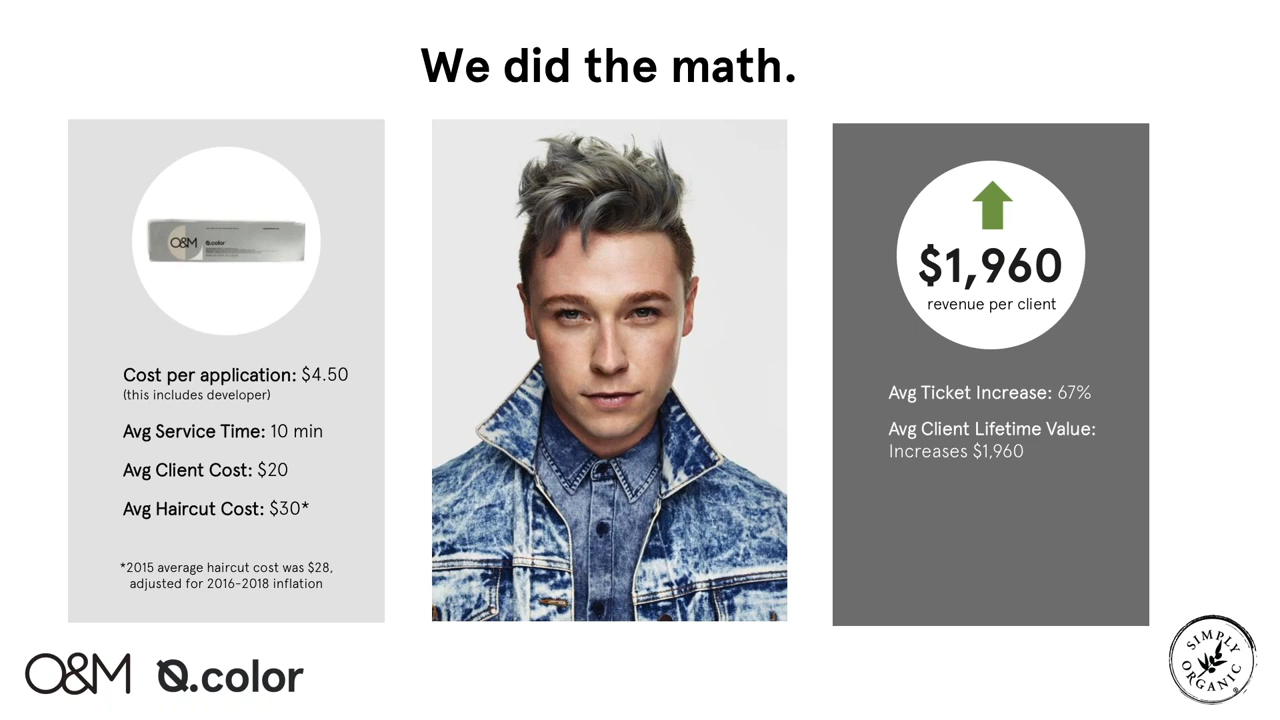 We did the math.
O&M
Ø.color
Cost per application: $4.50
(this includes developer)
Avg Service Time: 10 min
Avg Client Cost: $20
Avg Haircut Cost: $30*
*2015 average haircut cost was $28,
adjusted for 2016-2018 inflation
$1,960
revenue per client
Avg Ticket Increase: 67%
Avg Client Lifetime Value:
Increases $1,960
O&M Ø.color
SIMPLY
ORGANIC
®